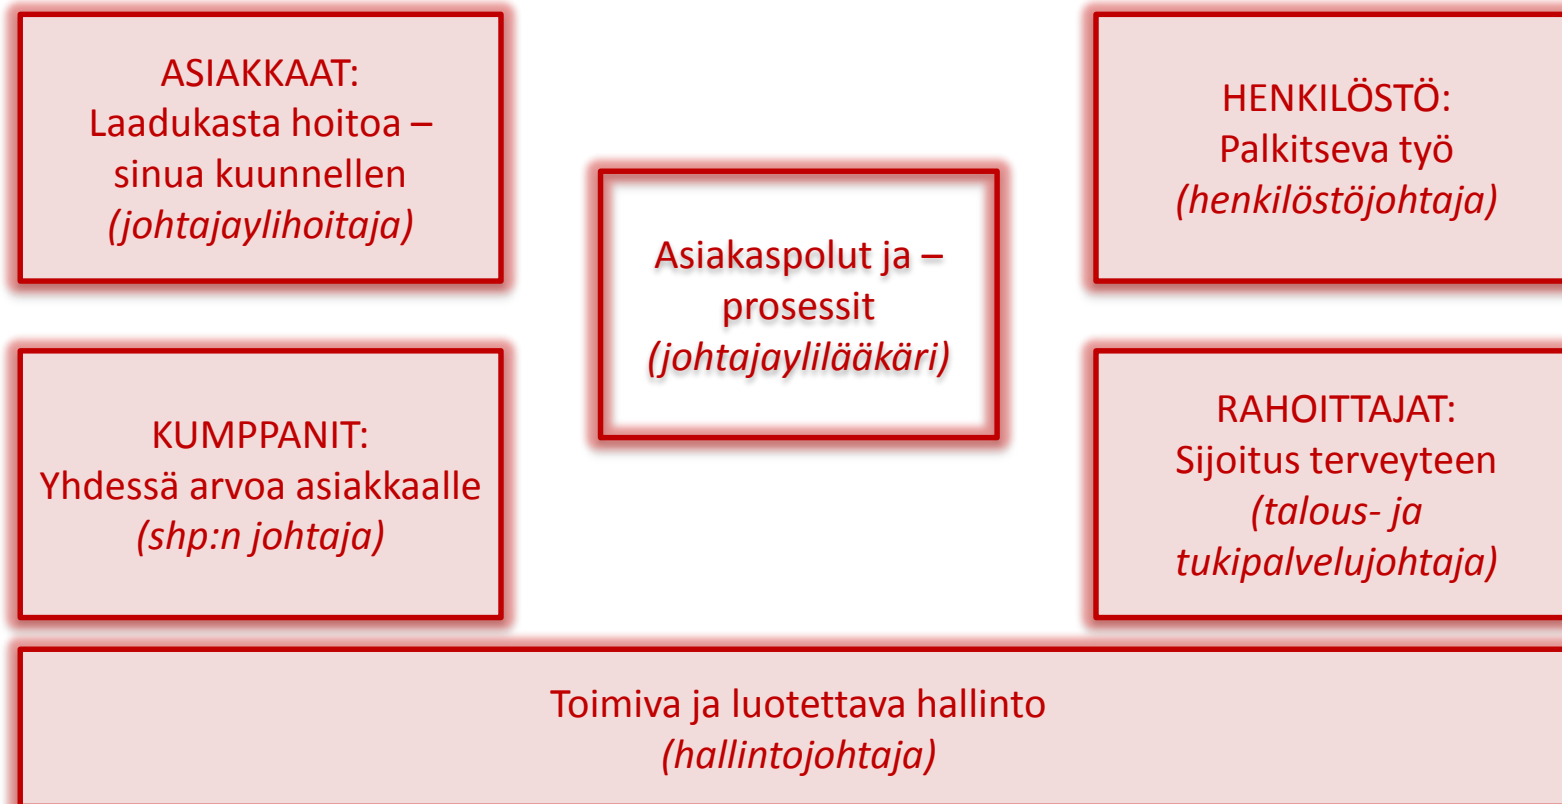 ASIAKKAAT:
Laadukasta hoitoa –
sinua kuunnellen
(johtajaylihoitaja)
HENKILÖSTÖ:
Palkitseva työ
(henkilöstöjohtaja)
Asiakaspolut ja –
prosessit
(johtajaylilääkäri)
KUMPPANIT:
Yhdessä arvoa asiakkaalle
(shp:n johtaja)
RAHOITTAJAT:
Sijoitus terveyteen
(talous- ja
tukipalvelujohtaja)
Toimiva ja luotettava hallinto
(hallintojohtaja)